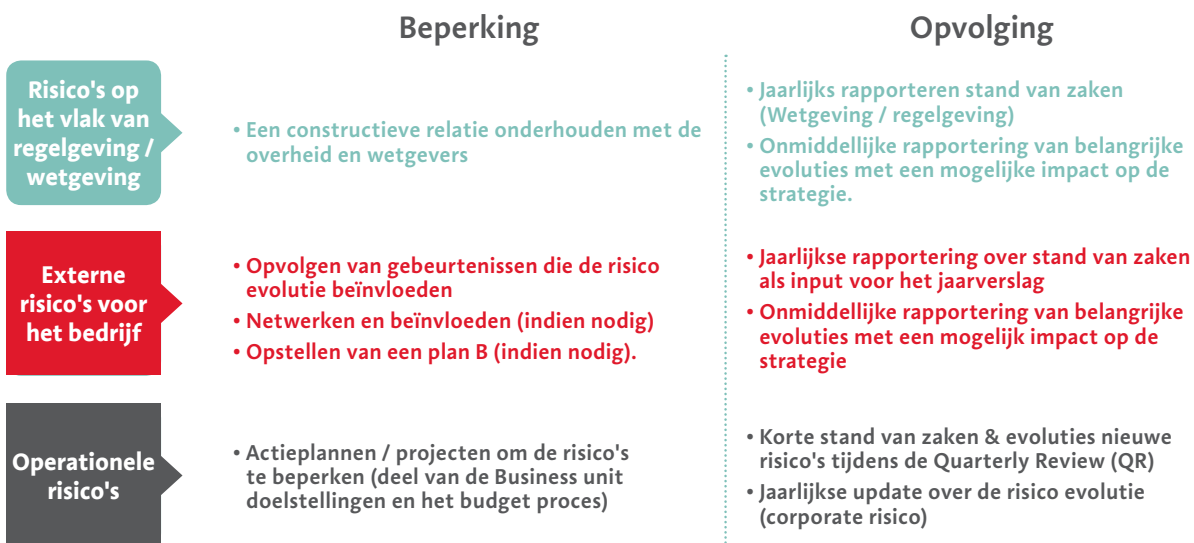 Beperking
Opvolging
Risico's op
het vlak van
regelgeving /
wetgeving
• Een constructieve relatie onderhouden met de
overheid en wetgevers
• Jaarlijks rapporteren stand van zaken
(Wetgeving / regelgeving)
• Onmiddellijke rapportering van belangrijke
evoluties met een mogelijke impact op de
strategie.
Externe
risico's voor
het bedrijf
• Opvolgen van gebeurtenissen die de risico
evolutie beïnvloeden
• Netwerken en beïnvloeden (indien nodig)
• Opstellen van een plan B (indien nodig).
• Jaarlijkse rapportering over stand van zaken
als input voor het jaarverslag
• Onmiddellijke rapportering van belangrijke
evoluties met een mogelijk impact op de
strategie
Operationele
risico's
• Actieplannen / projecten om de risico's
te beperken (deel van de Business unit
doelstellingen en het budget proces)
• Korte stand van zaken & evoluties nieuwe
risico's tijdens de Quarterly Review (QR)
• Jaarlijkse update over de risico evolutie
(corporate risico)